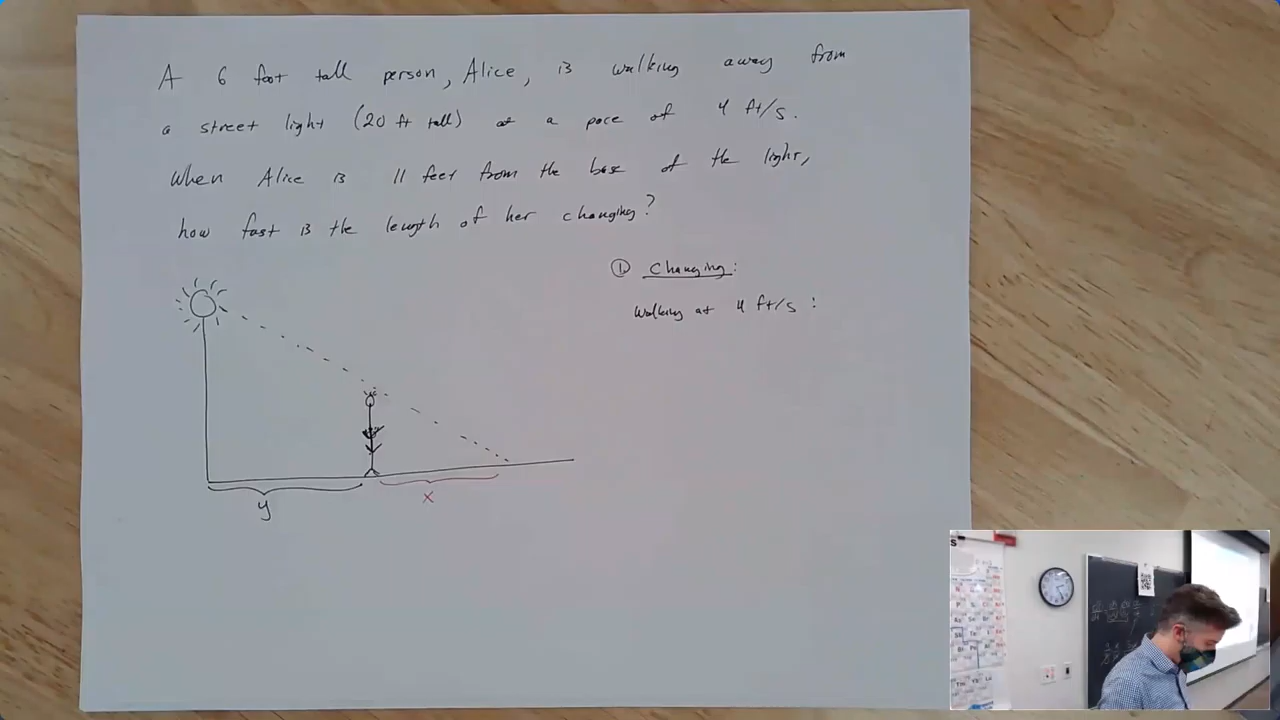 A 6 foot tall person, Alice, is walking away from
a street light (20 ft tall) at a pace of 4 ft/s.
When Alice is 11 feet from the base of the light,
how fast is the length of her changing?
① Changing:
Walking at 4 ft/s :
y
x